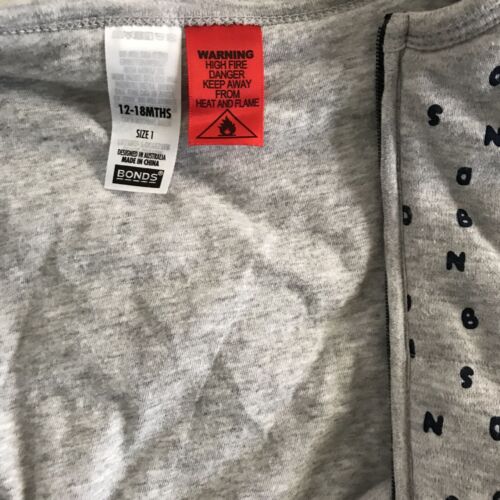 12-18MTHS
SIZE 1
DESIGNED IN AUSTRALIA
MADE IN CHINA
BONDS®
WARNING
HIGH FIRE
DANGER
KEEP AWAY
FROM
HEAT AND FLAME
O
S N
D
B
O
N
B
S
N O